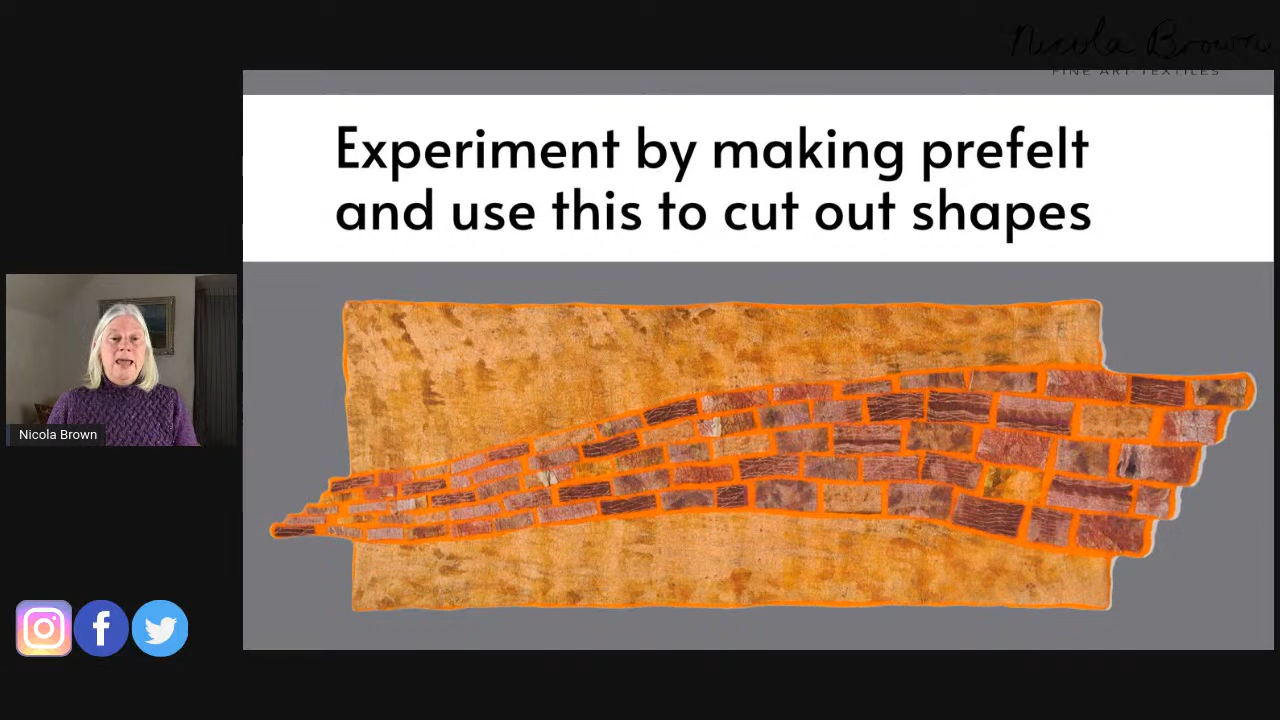 Nicola Brown
FINE ART TEXTILES
Experiment by making prefelt
and use this to cut out shapes
Nicola Brown